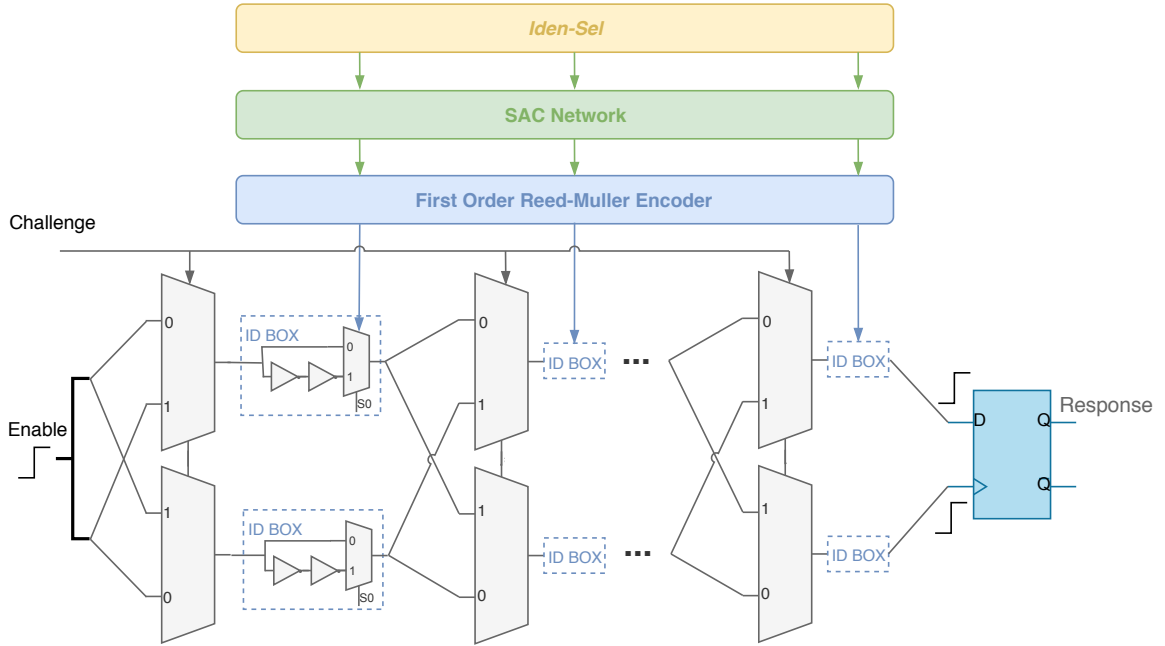 Iden-Sel
SAC Network
First Order Reed-Muller Encoder
Challenge
0
ID BOX
0
1
S0
0
ID BOX
...
0
ID BOX
1
Enable
1
1
D
Q
Response
1
1
1
Q
ID BOX
0
1
S0
ID BOX
...
ID BOX
0
0
0